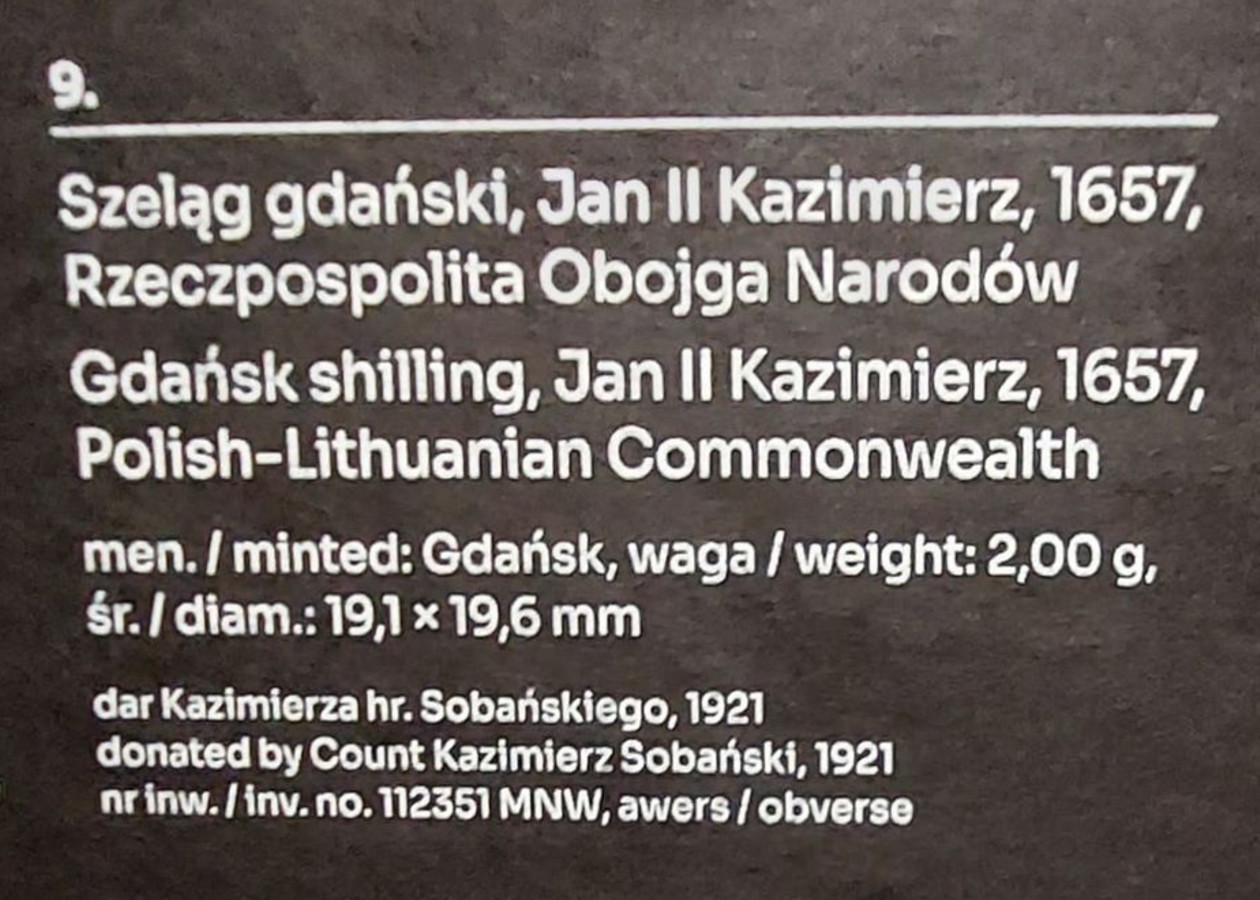 9.
Szeląg gdański, Jan II Kazimierz, 1657,
Rzeczpospolita Obojga Narodów
Gdańsk shilling, Jan II Kazimierz, 1657,
Polish-Lithuanian Commonwealth
men. / minted: Gdańsk, waga / weight: 2,00 g,
śr. / diam.: 19,1 × 19,6 mm
dar Kazimierza hr. Sobańskiego, 1921
donated by Count Kazimierz Sobański, 1921
nr inw. / inv. no. 112351 MNW, awers / obverse